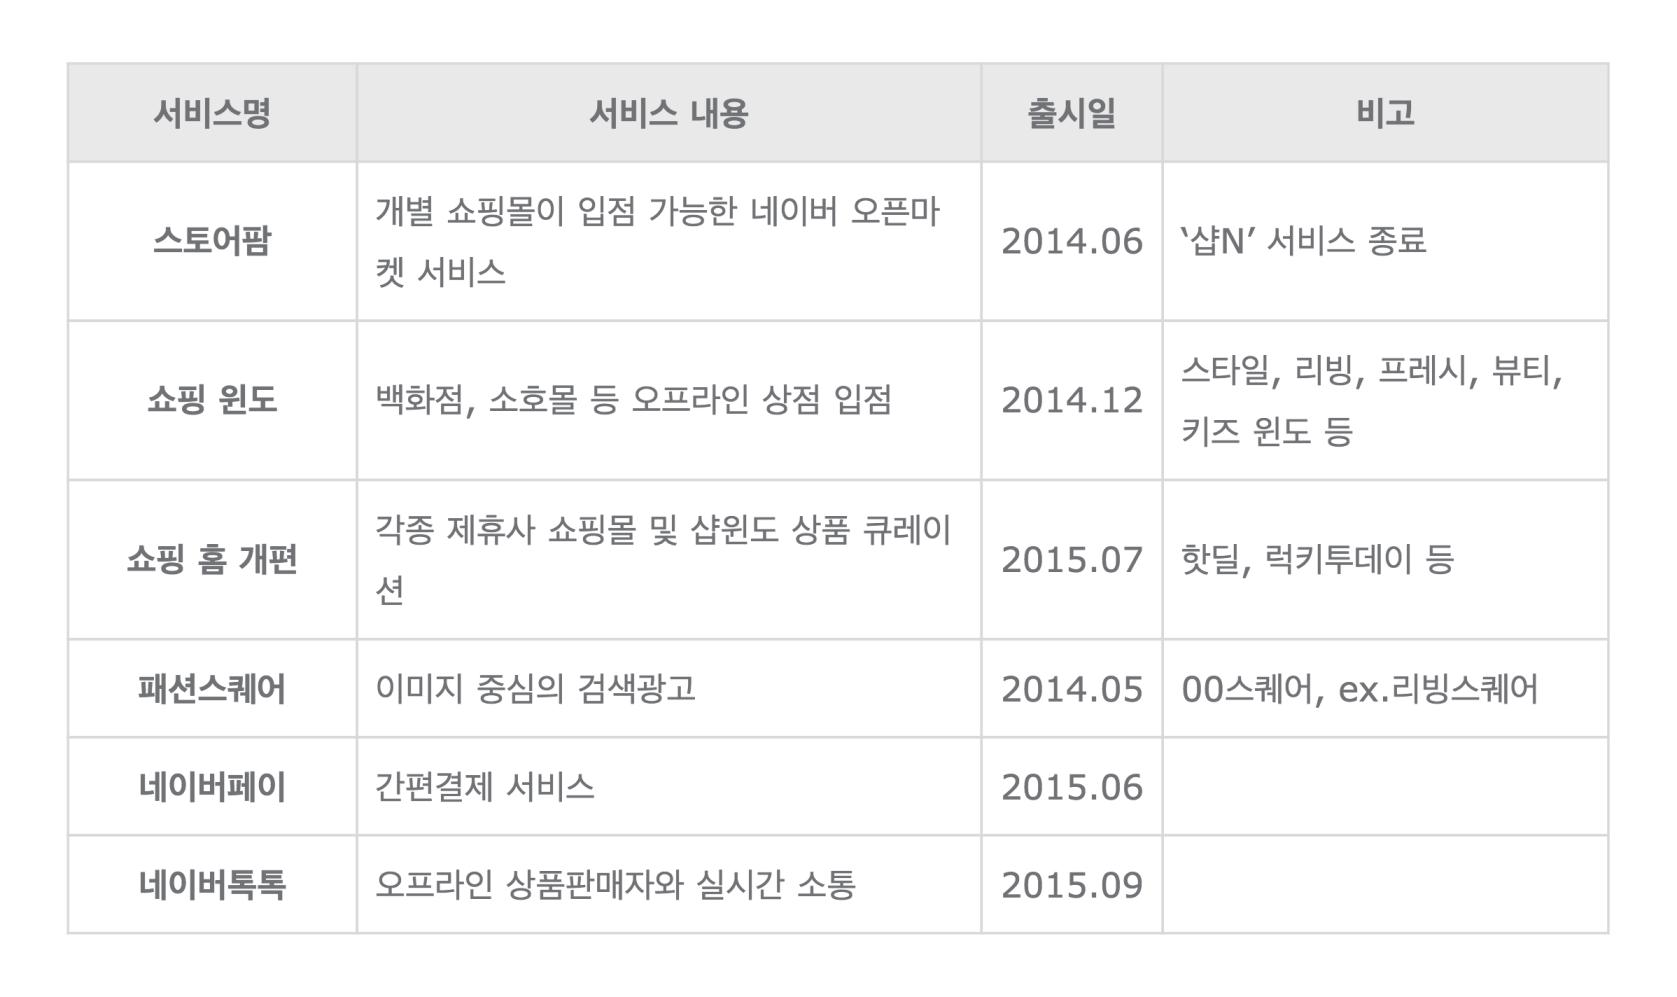 서비스명 서비스 내용 출시일 비고
스토어팜 개별 쇼핑몰이 입점 가능한 네이버 오픈마
켓 서비스 2014.06 ‘샵N’ 서비스 종료
쇼핑 윈도 백화점, 소호몰 등 오프라인 상점 입점 2014.12 스타일, 리빙, 프레시, 뷰티,
키즈 윈도 등
쇼핑 홈 개편 각종 제휴사 쇼핑몰 및 샵윈도 상품 큐레이
션 2015.07 핫딜, 럭키투데이 등
패션스퀘어 이미지 중심의 검색광고 2014.05 00스퀘어, ex.리빙스퀘어
네이버페이 간편결제 서비스 2015.06
네이버톡톡 오프라인 상품판매자와 실시간 소통 2015.09